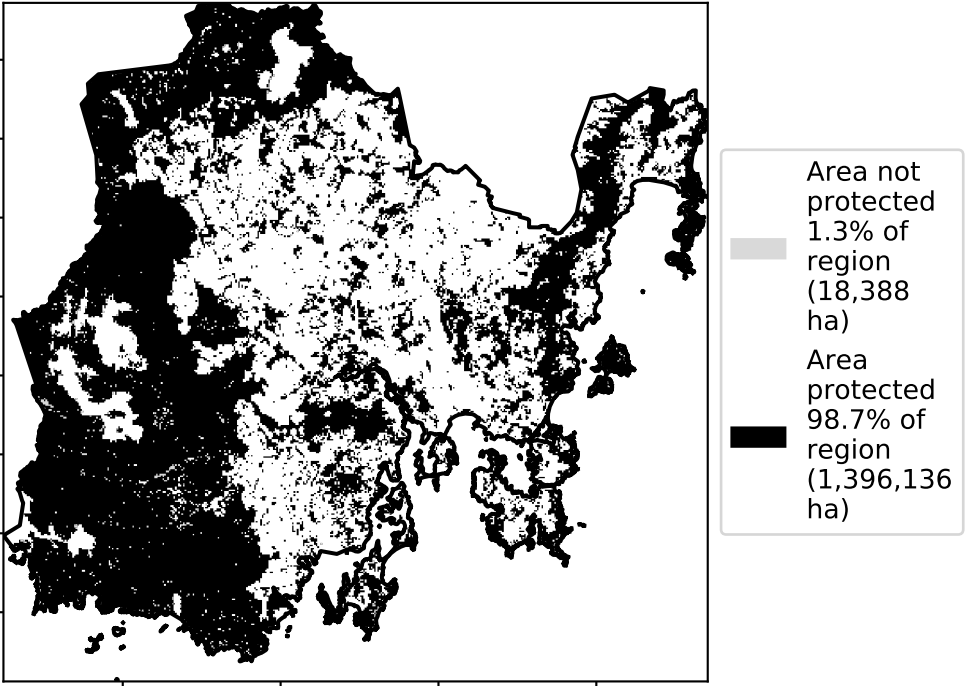 Area not
protected
1.3% of
region
(18,388
ha)
Area
protected
98.7% of
region
(1,396,136
ha)